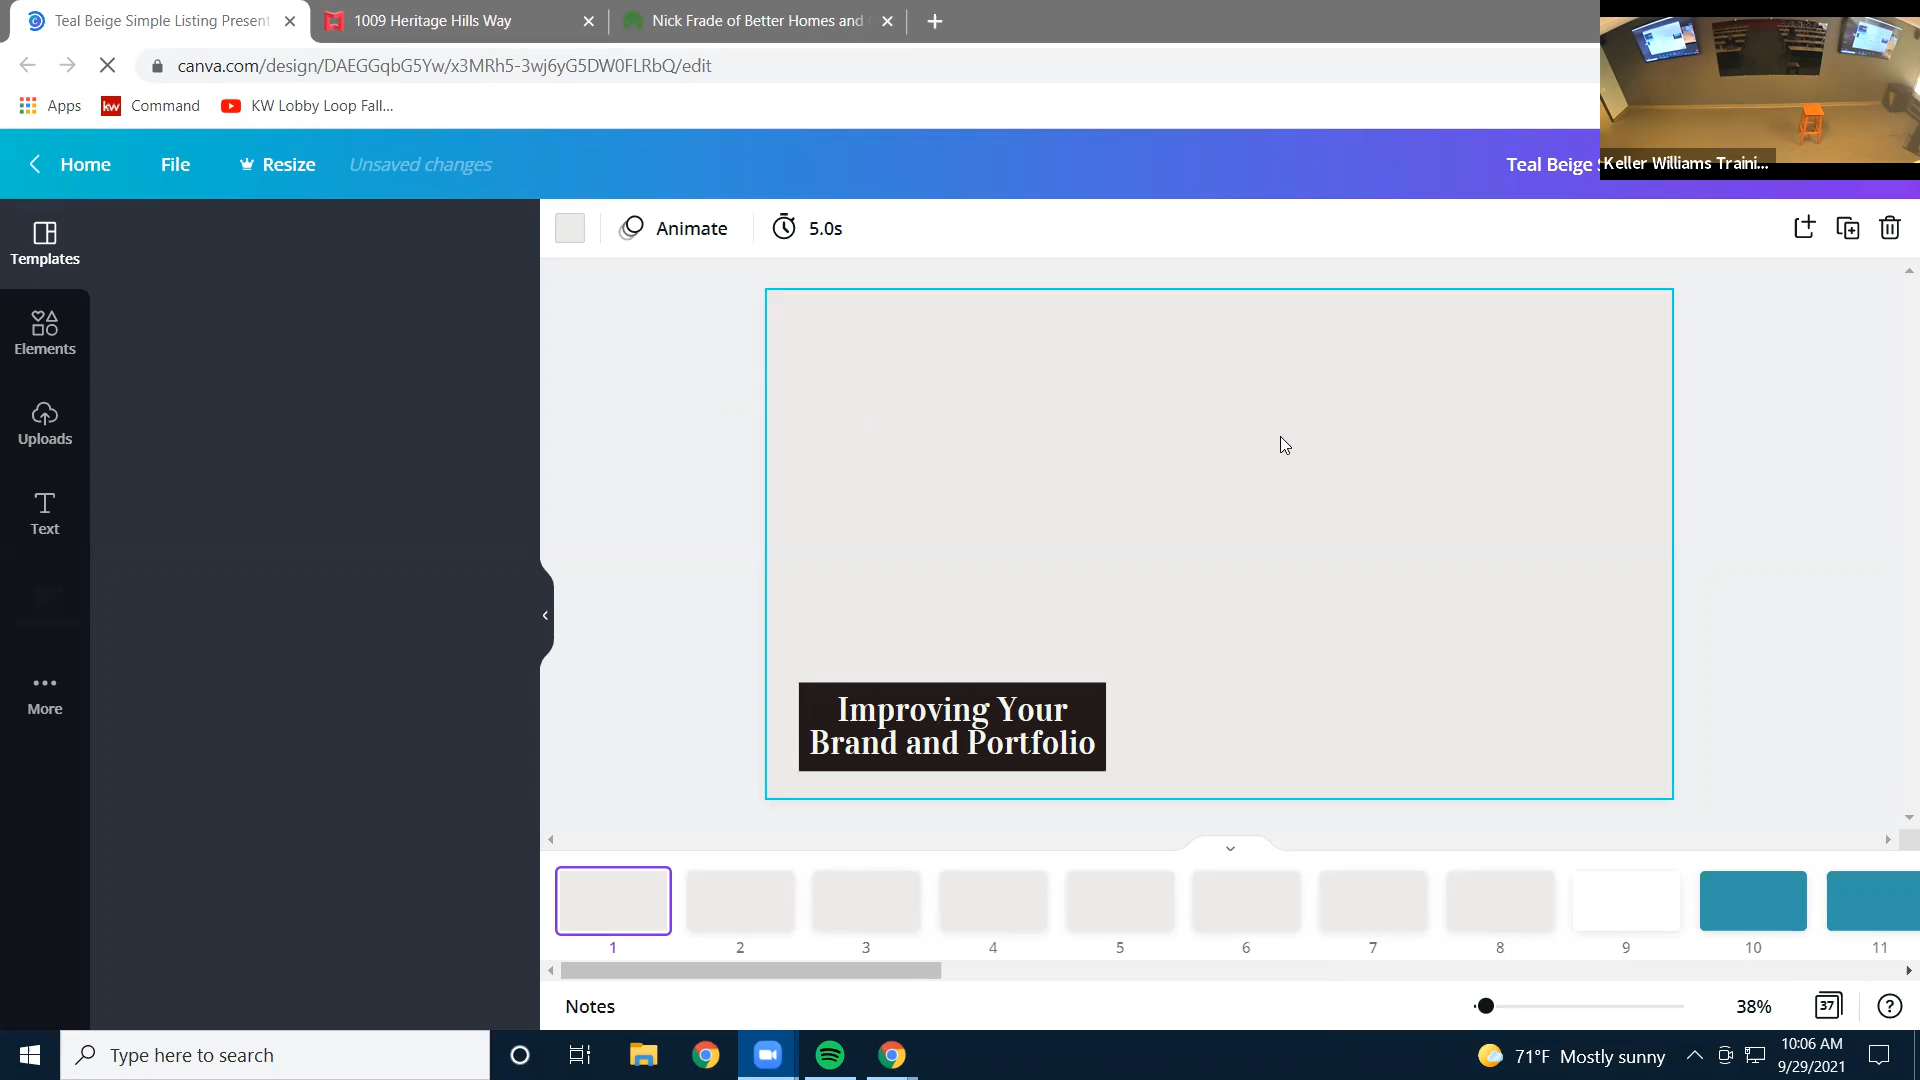 Teal Beige Simple Listing Present
1009 Heritage Hills Way
Nick Frade of Better Homes and
canva.com/design/DAEGGqbG5Yw/x3MRh5-3wj6yG5DW0FLRbQ/edit
Apps
kw
Command
KW Lobby Loop Fall...
Home
File
Resize
Unsaved changes
Teal Beige
Keller Williams Traini...
Templates
Elements
Uploads
Text
More
Animate
5.0s
Improving Your
Brand and Portfolio
1
2
3
4
5
6
7
8
9
10
11
Notes
38%
37
?
Type here to search
71°F Mostly sunny
10:06 AM
9/29/2021